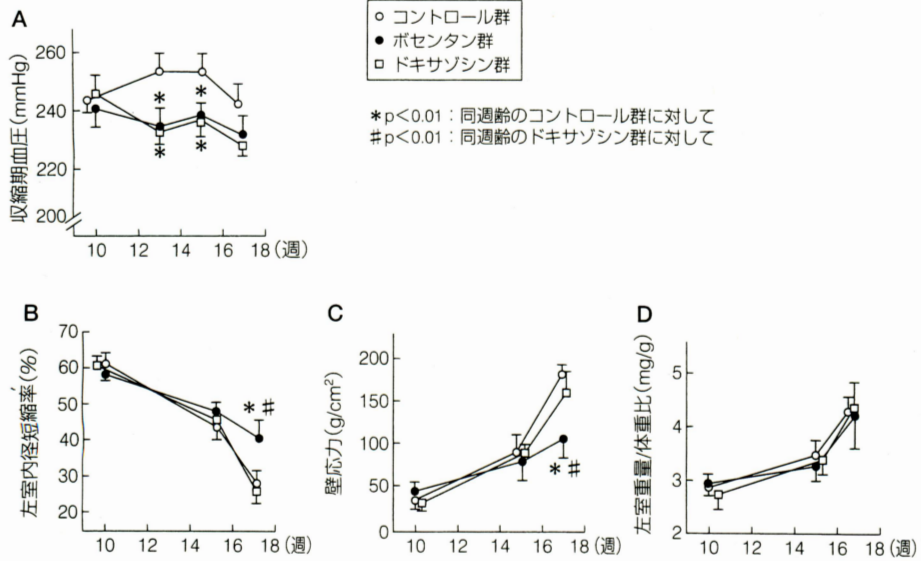 A
○ コントロール群
● ボセンタン群
□ ドキサゾシン群
*p<0.01：同週齢のコントロール群に対して
#p<0.01：同週齢のドキサゾシン群に対して
収縮期血圧(mmHg)
260
240
220
200
* *
* *
10 12 14 16 18(週)
B
左室内径短縮率(%)
70
60
50
40
30
20
*#
10 12 14 16 18(週)
C
壁応力(g/cm²)
200
150
100
50
0
*#
10 12 14 16 18(週)
D
左室重量/体重比(mg/g)
5
4
3
2
10 12 14 16 18(週)